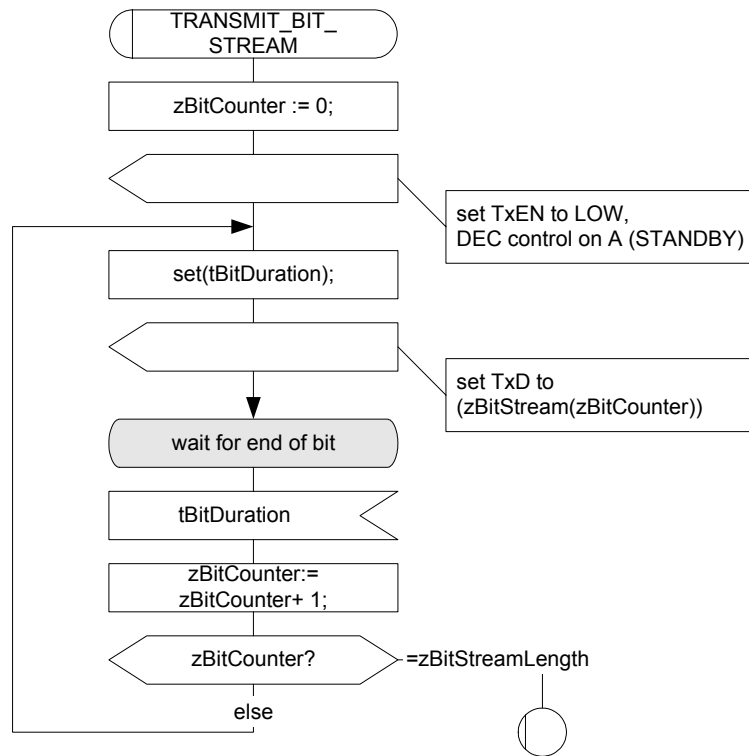 TRANSMIT_BIT_
STREAM
zBitCounter := 0;
set TxEN to LOW,
DEC control on A (STANDBY)
set(tBitDuration);
set TxD to
(zBitStream(zBitCounter))
wait for end of bit
tBitDuration
zBitCounter:=
zBitCounter+ 1;
zBitCounter?
=zBitStreamLength
else